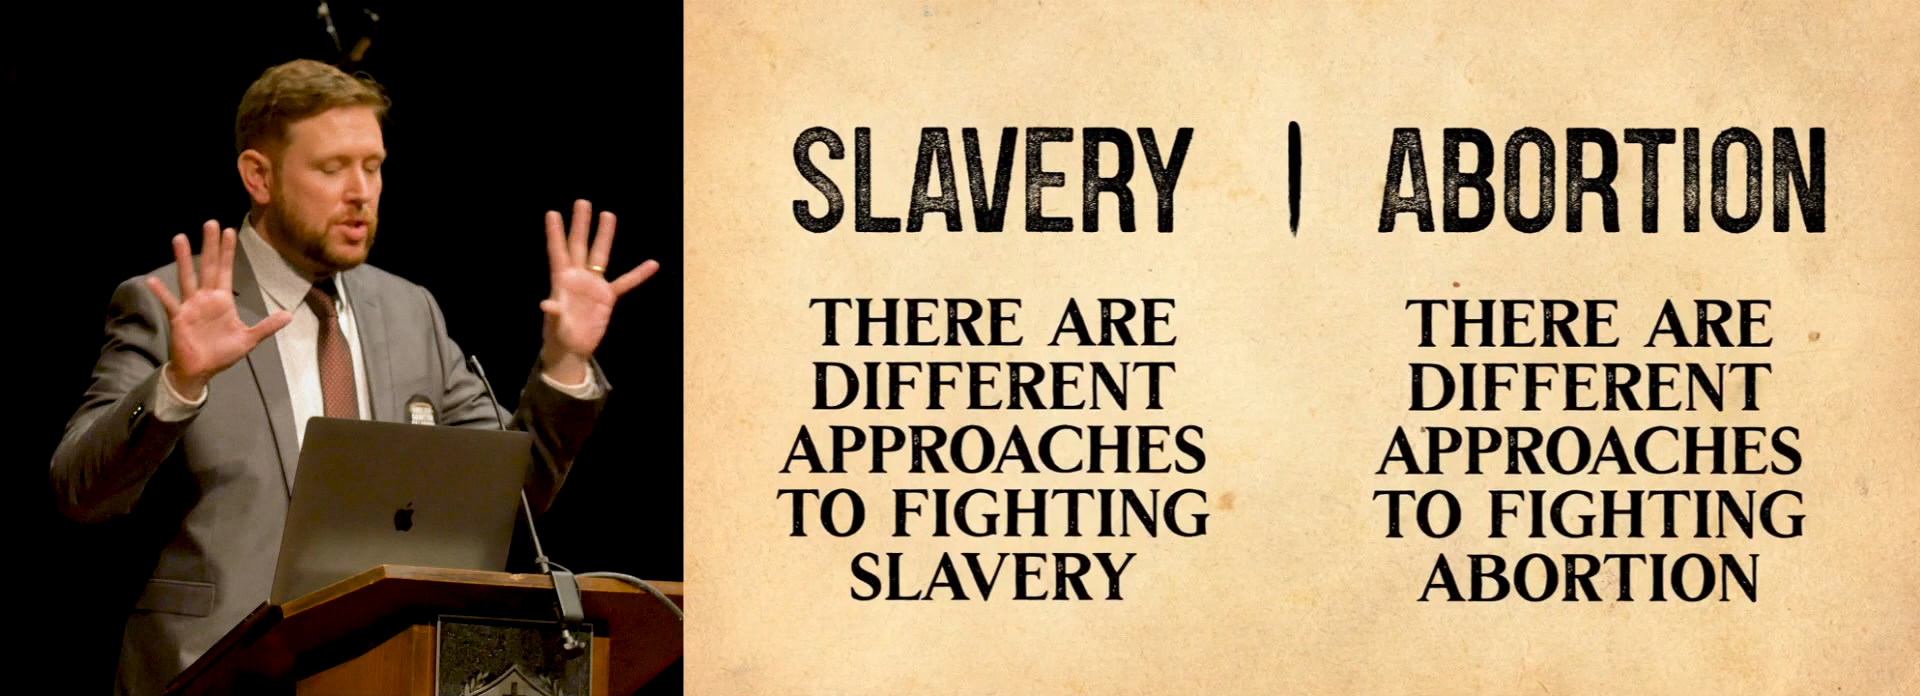 SLAVERY | ABORTION
THERE ARE
DIFFERENT
APPROACHES
TO FIGHTING
SLAVERY
THERE ARE
DIFFERENT
APPROACHES
TO FIGHTING
ABORTION